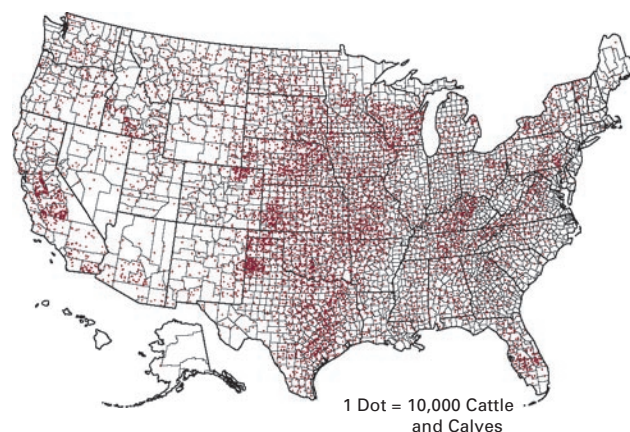 1 Dot = 10,000 Cattle
and Calves